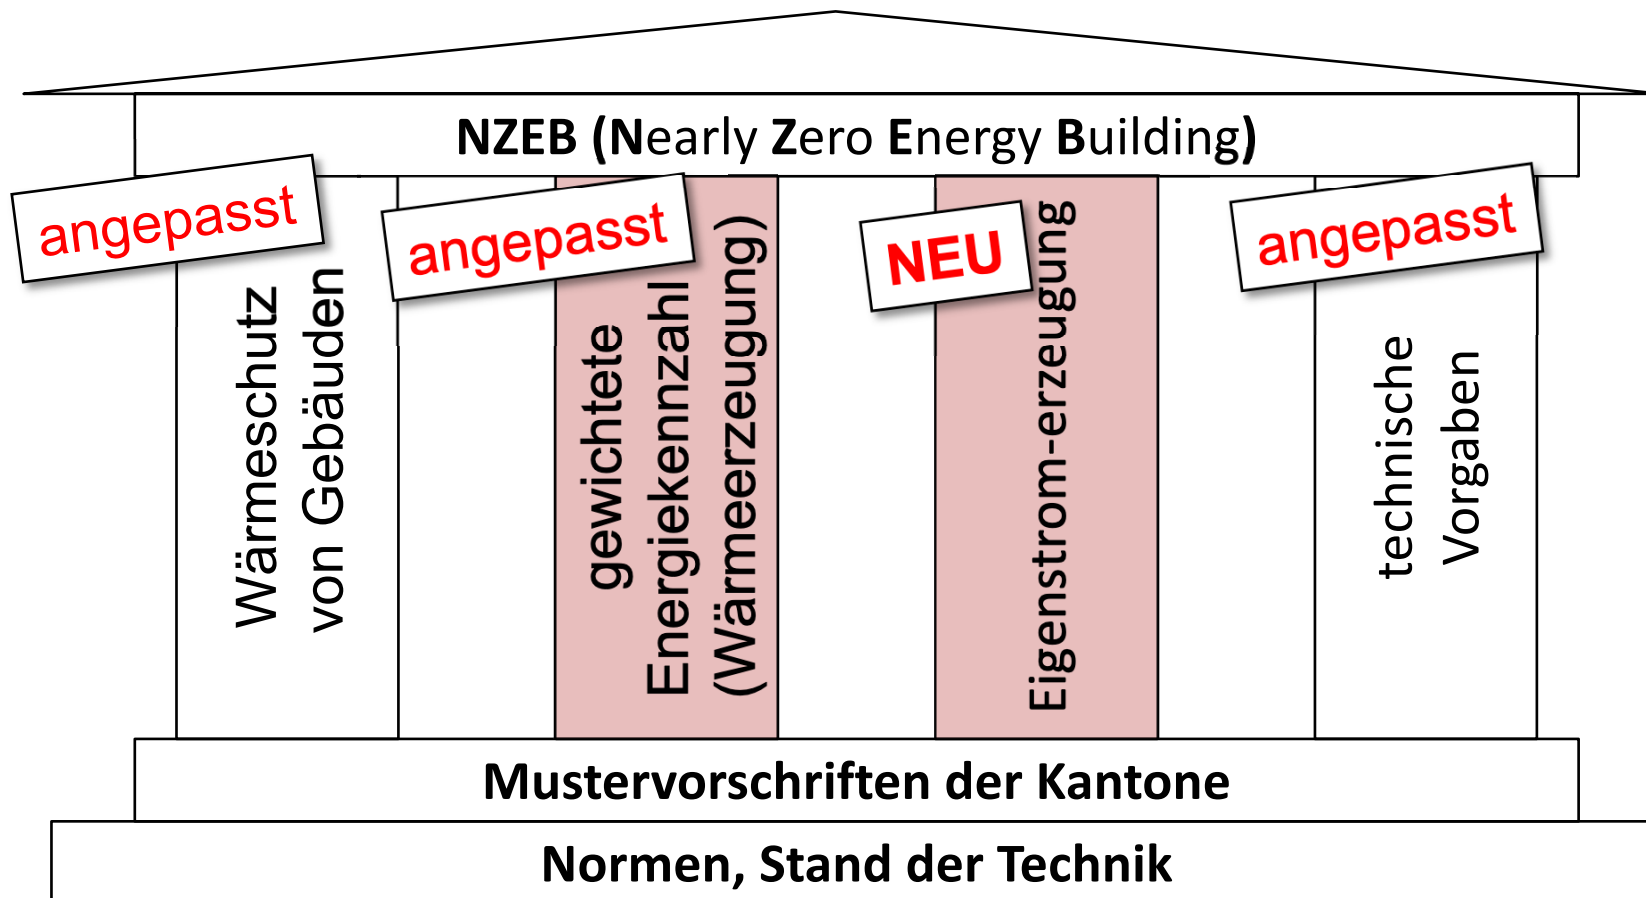 NZEB (Nearly Zero Energy Building)
angepasst
Wärmeschutz
von Gebäuden
angepasst
gewichtete
Energiekennzahl
(Wärmeerzeugung)
NEU
Eigenstrom-erzeugung
angepasst
technische
Vorgaben
Mustervorschriften der Kantone
Normen, Stand der Technik